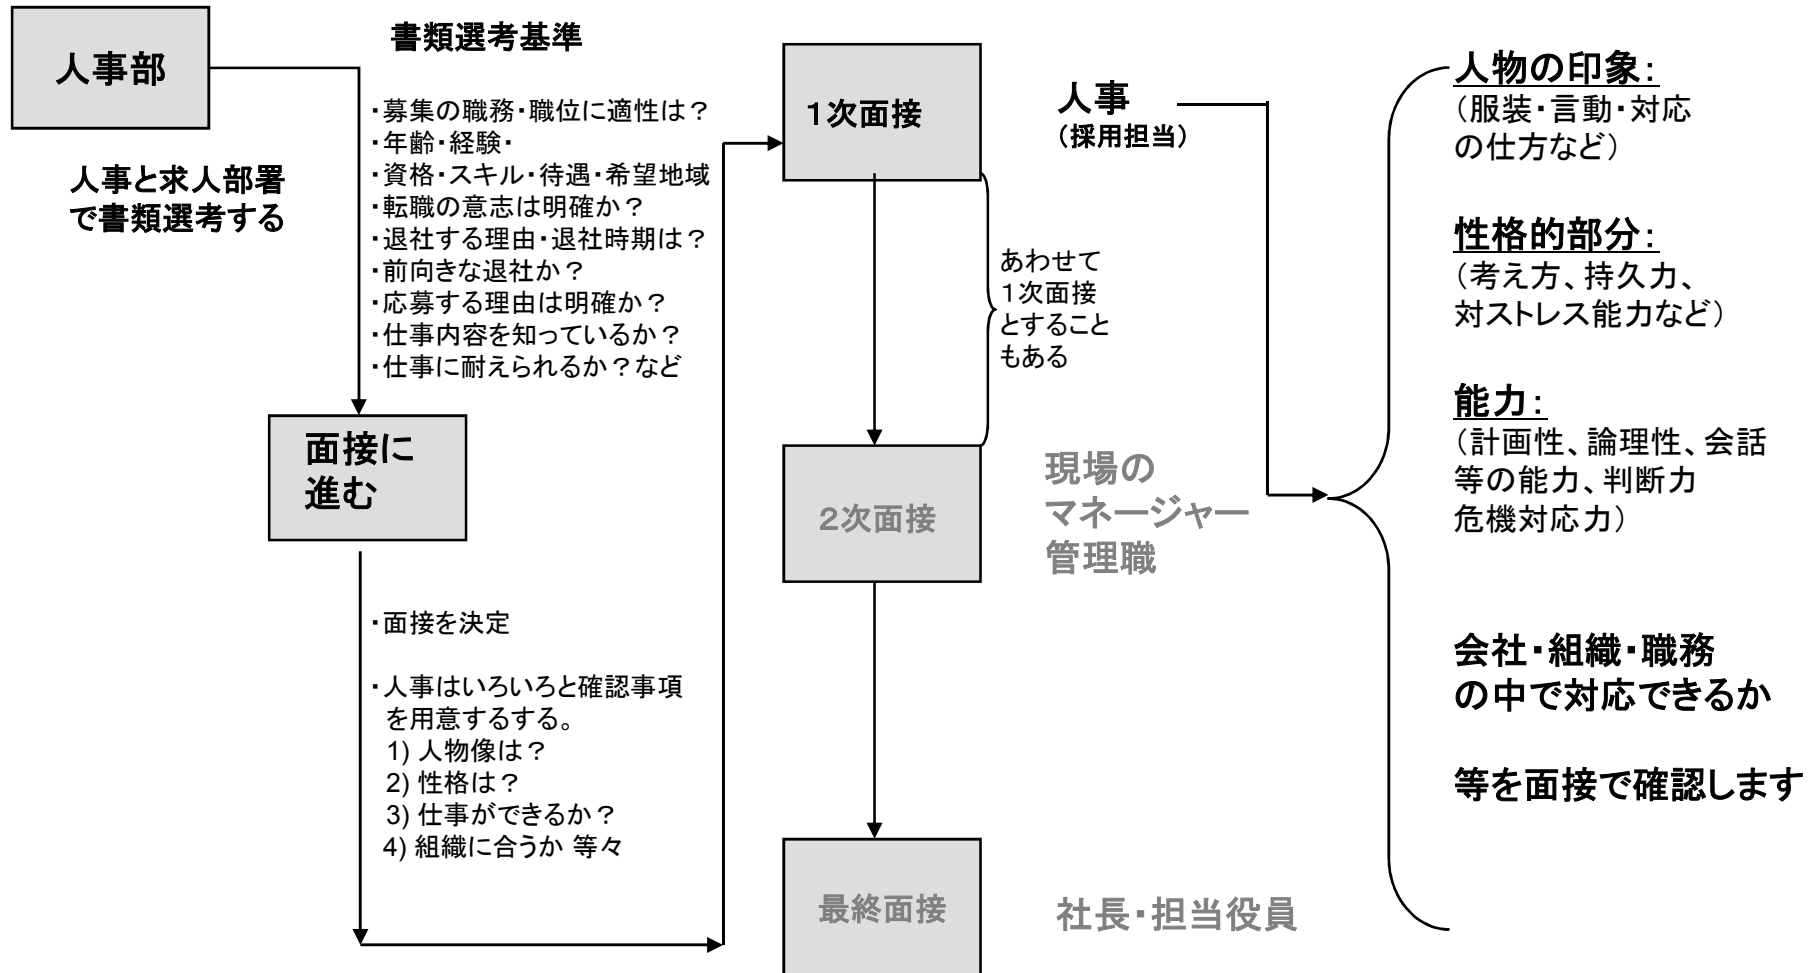 人事部
人事と求人部署
で書類選考する
書類選考基準
・募集の職務・職位に適性は？
・年齢・経験・
・資格・スキル・待遇・希望地域
・転職の意志は明確か？
・退社する理由・退社時期は？
・前向きな退社か？
・応募する理由は明確か？
・仕事内容を知っているか？
・仕事に耐えられるか？など
面接に
進む
・面接を決定
・人事はいろいろと確認事項
を用意するする。
1) 人物像は？
2) 性格は？
3) 仕事ができるか？
4) 組織に合うか 等々
１次面接
人事
（採用担当）
あわせて
１次面接
とすること
もある
２次面接
現場の
マネージャー
管理職
最終面接
社長・担当役員
人物の印象：
（服装・言動・対応
の仕方など）
性格的部分：
（考え方、持久力、
対ストレス能力など）
能力：
（計画性、論理性、会話
等の能力、判断力
危機対応力）
会社・組織・職務
の中で対応できるか
等を面接で確認します